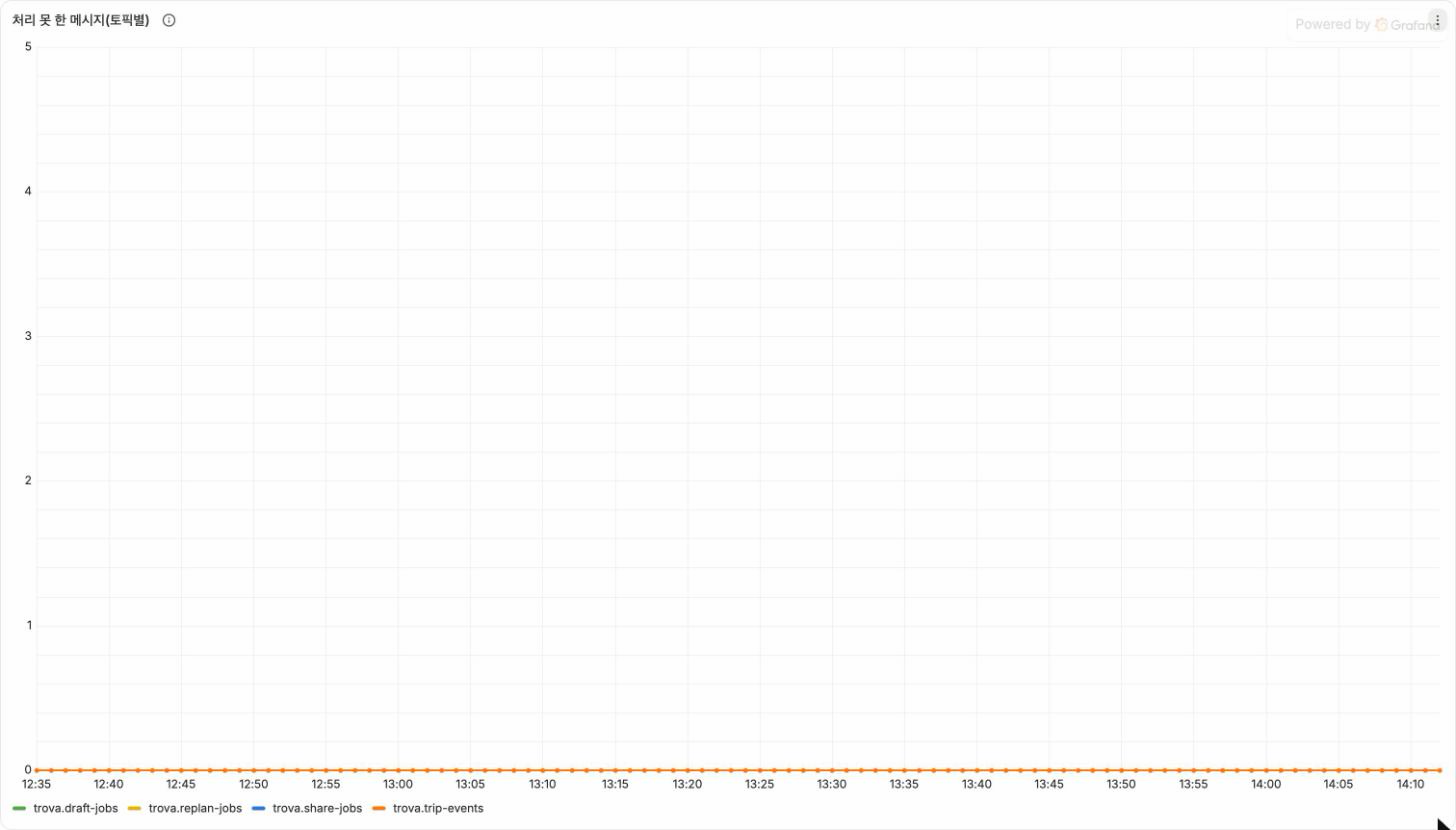 처리 못 한 메시지(토픽별)
Powered by Grafana
5
4
3
2
1
0
12:35 12:40 12:45 12:50 12:55 13:00 13:05 13:10 13:15 13:20 13:25 13:30 13:35 13:40 13:45 13:50 13:55 14:00 14:05 14:10
trova.draft-jobs trova.replan-jobs trova.share-jobs trova.trip-events